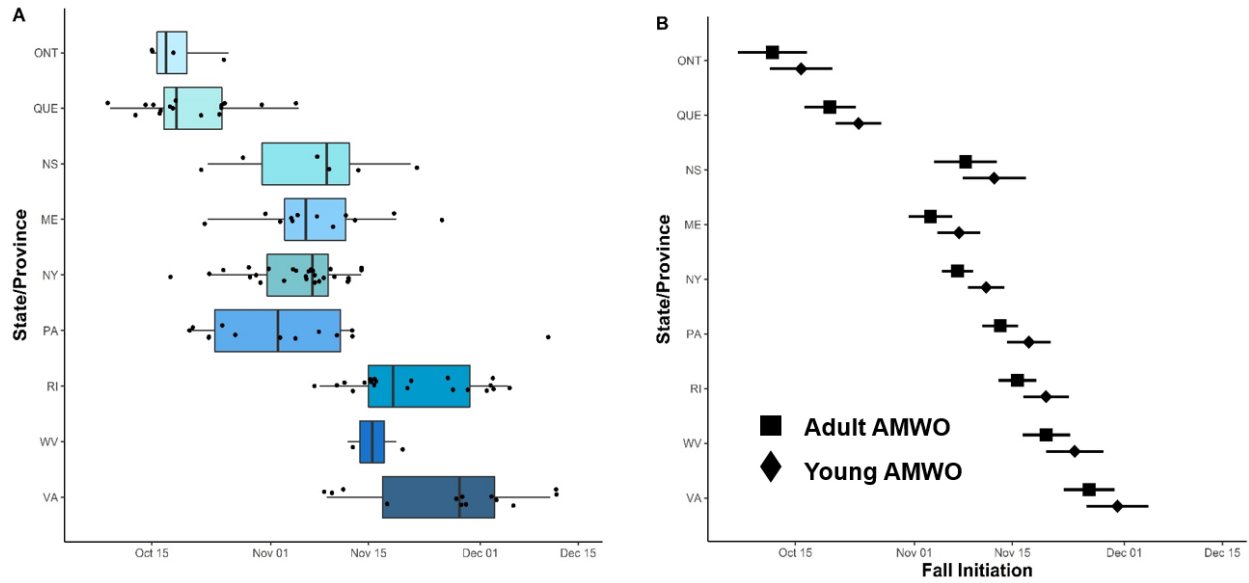 A
State/Province
ONT
QUE
NS
ME
NY
PA
RI
WV
VA
Oct 15
Nov 01
Nov 15
Dec 01
Dec 15
B
State/Province
ONT
QUE
NS
ME
NY
PA
RI
WV
VA
Adult AMWO
Young AMWO
Oct 15
Nov 01
Nov 15
Dec 01
Dec 15
Fall Initiation